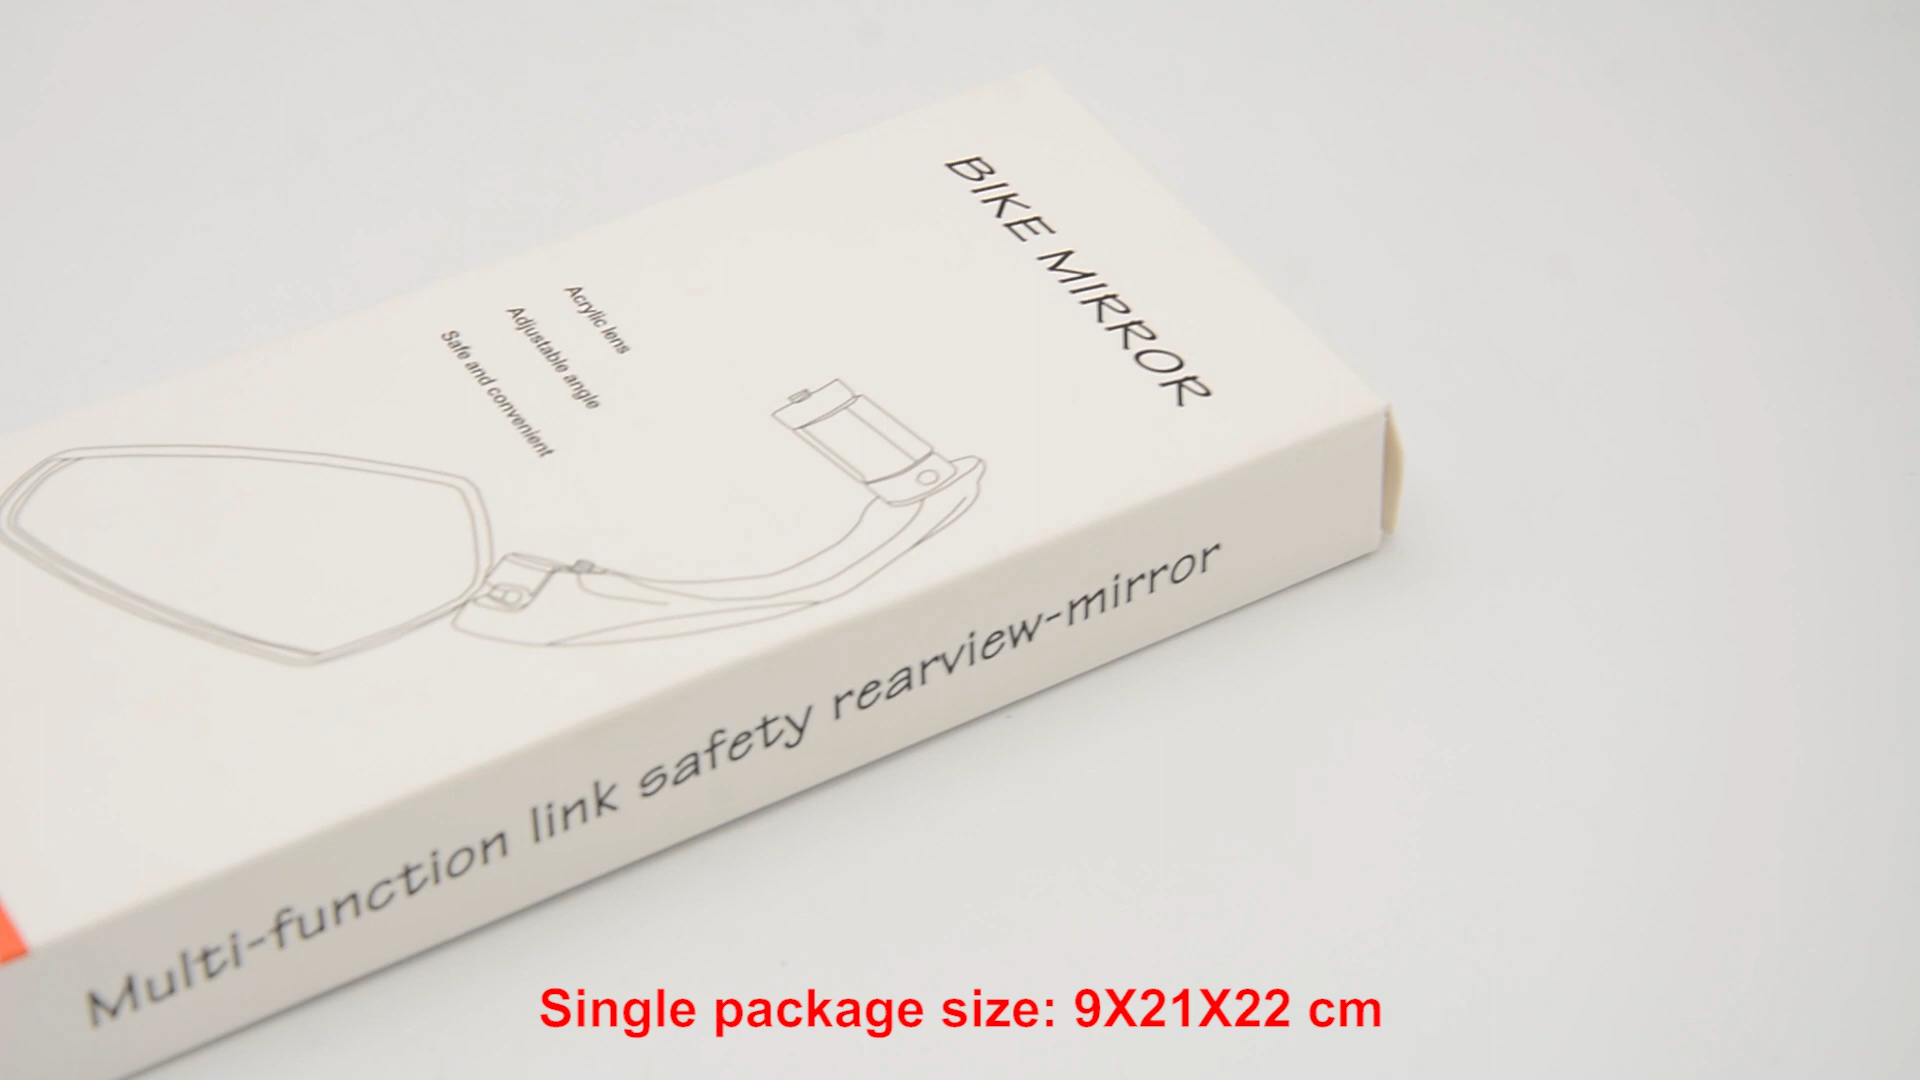 BIKE MIRROR
Acrylic lens
Adjustable angle
Safe and convenient
Multi-function link safety rearview-mirror
Single package size: 9X21X22 cm